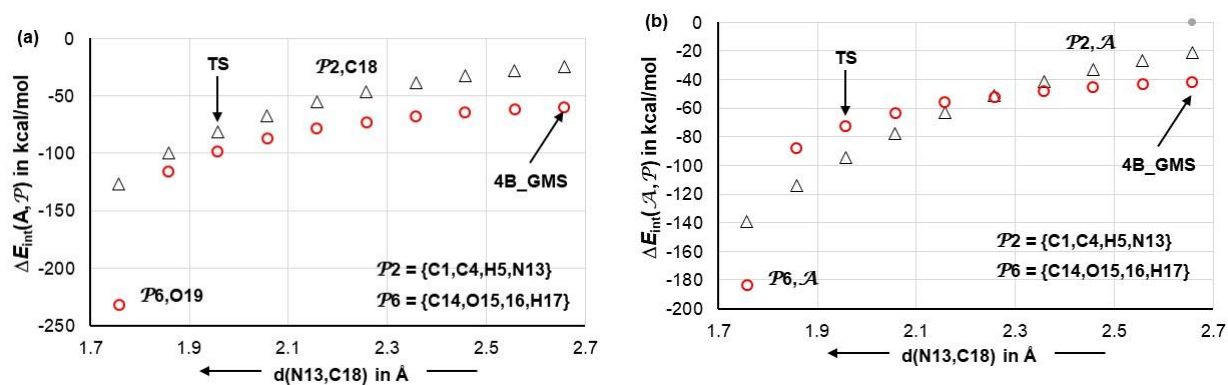 (a)
0
-50
-100
-150
-200
-250
ΔEint(A,𝒫) in kcal/mol
TS
𝒫2,C18
4B_GMS
𝒫2 = {C1,C4,H5,N13}
𝒫6,O19
𝒫6 = {C14,O15,16,H17}
1.7 1.9 2.1 2.3 2.5 2.7
d(N13,C18) in Å
(b)
0
-20
-40
-60
-80
-100
-120
-140
-160
-180
-200
ΔEint(𝒜,𝒫) in kcal/mol
𝒫2,𝒜
TS
4B_GMS
𝒫2 = {C1,C4,H5,N13}
𝒫6,𝒜
𝒫6 = {C14,O15,16,H17}
1.7 1.9 2.1 2.3 2.5 2.7
d(N13,C18) in Å